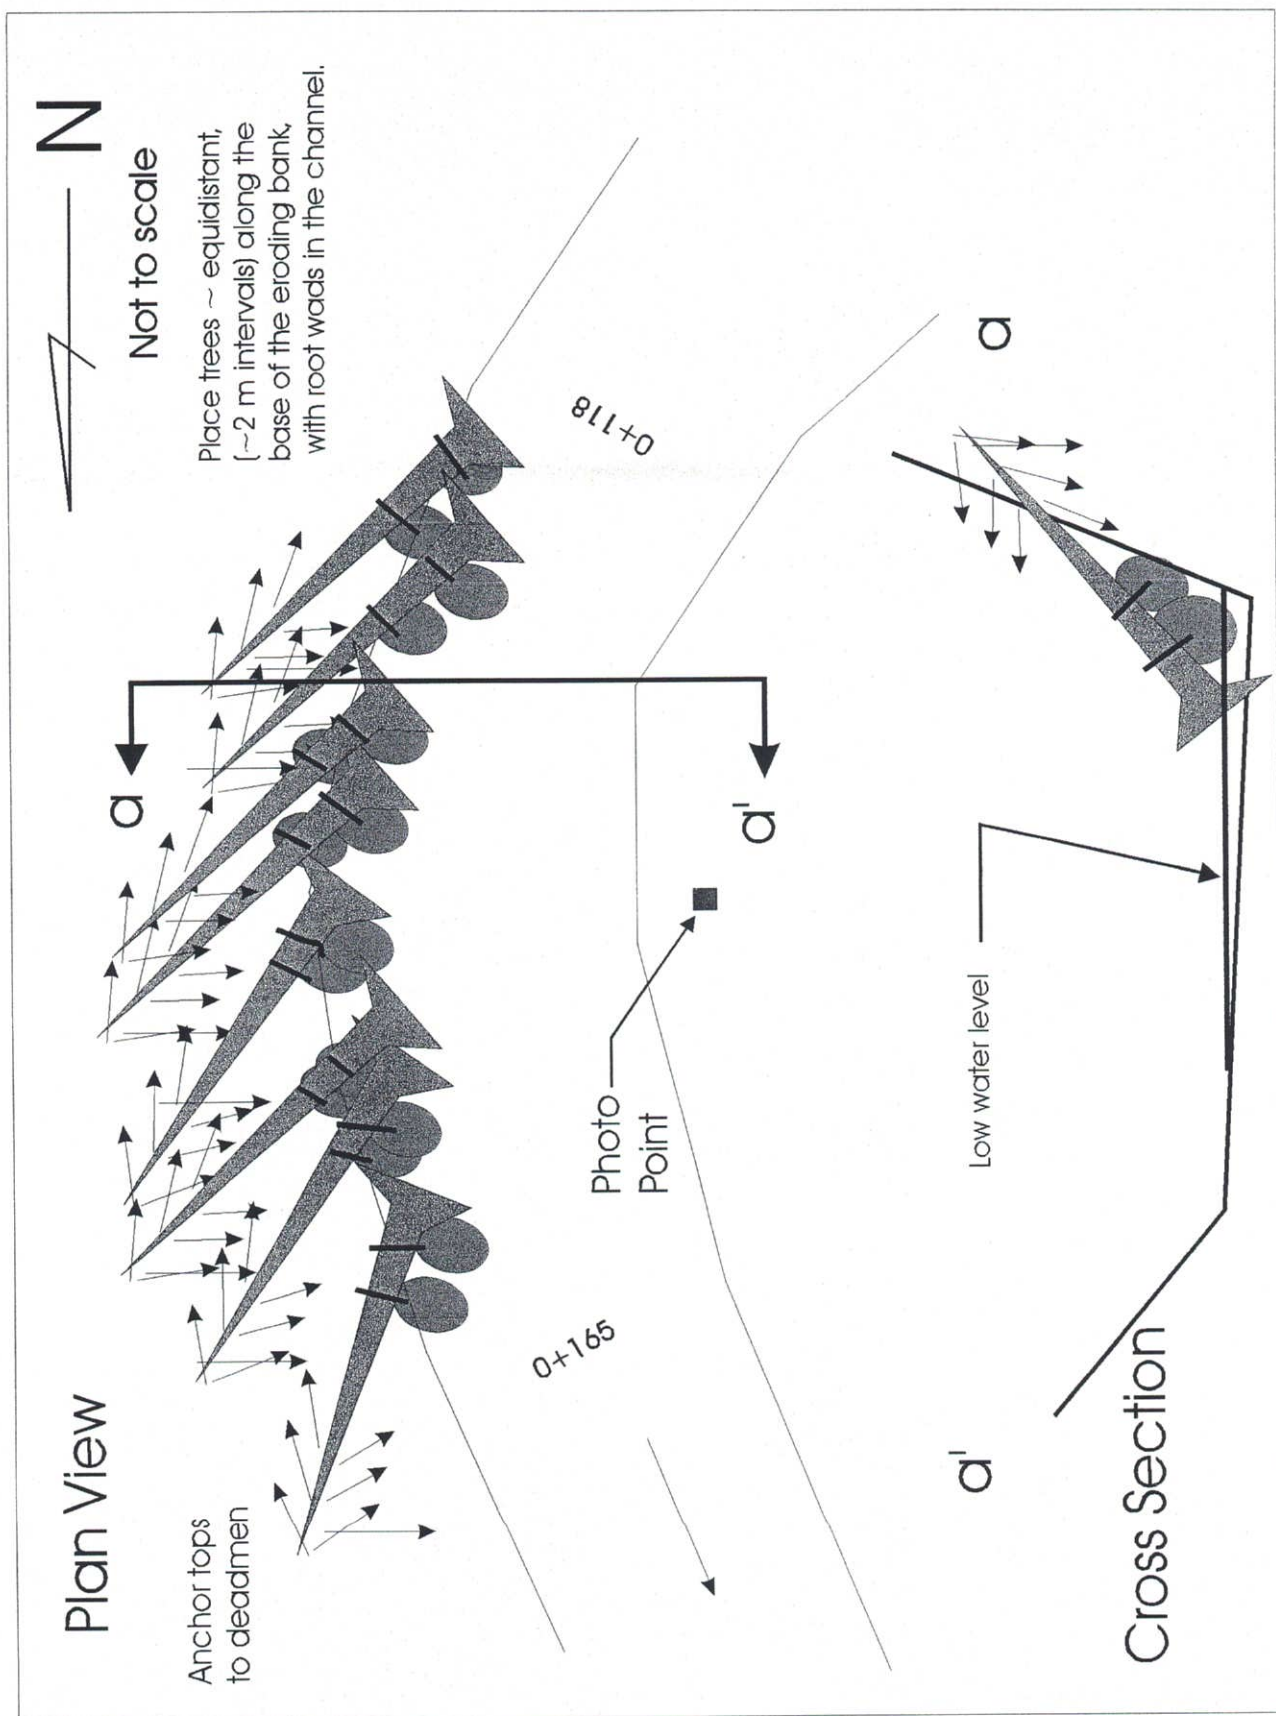 Plan View
N
Not to scale
Place trees ~ equidistant,
(~2 m intervals) along the
base of the eroding bank,
with root wads in the channel.
Anchor tops
to deadmen
a
a'
0+118
0+165
Photo
Point
Low water level
a'
a
Cross Section